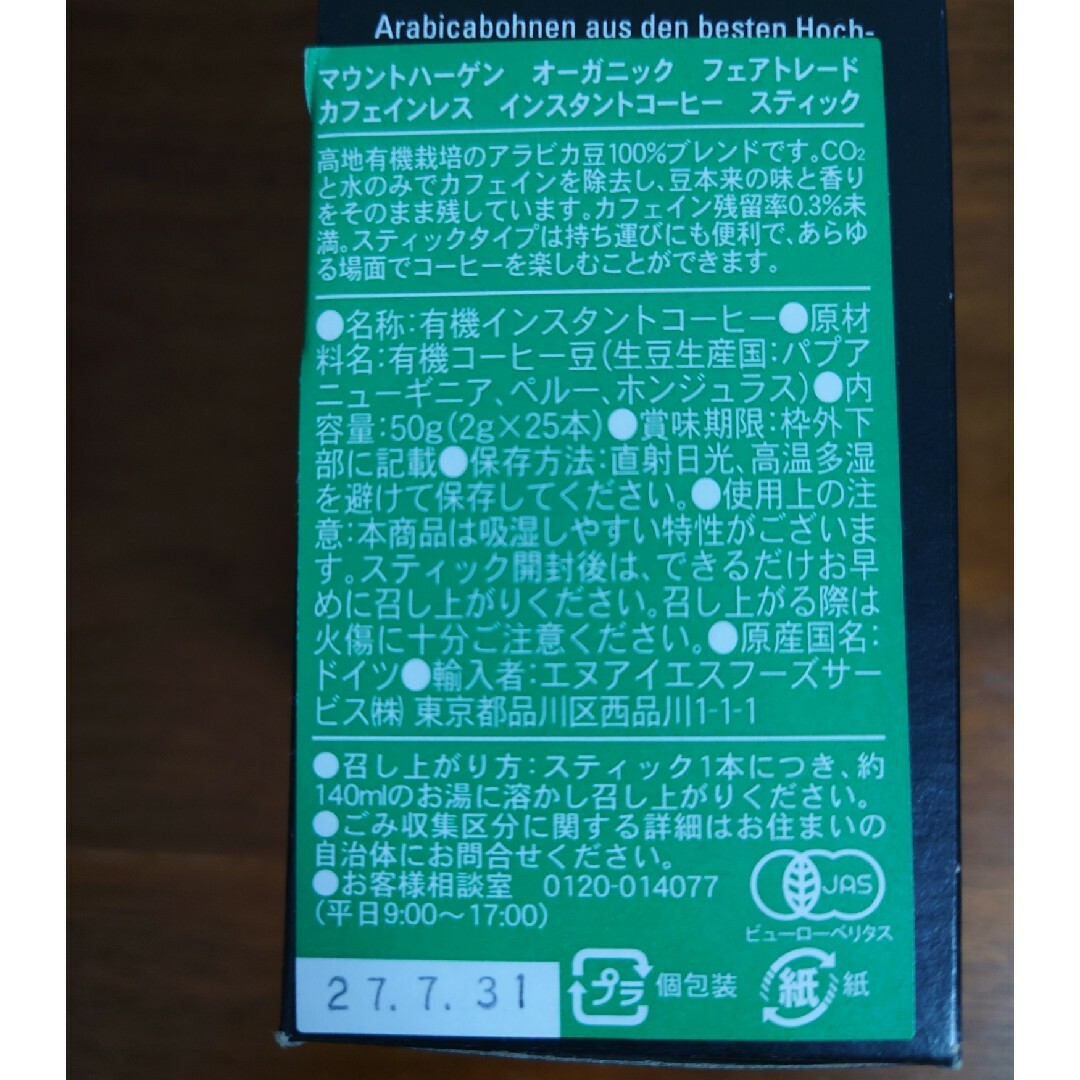 Arabicabohnen aus den besten Hoch-
マウントハーゲン オーガニック フェアトレード
カフェインレス インスタントコーヒー スティック
高地有機栽培のアラビカ豆100%ブレンドです。CO₂
と水のみでカフェインを除去し、豆本来の味と香り
をそのまま残しています。カフェイン残留率0.3%未
満。スティックタイプは持ち運びにも便利で、あらゆ
る場面でコーヒーを楽しむことができます。
●名称:有機インスタントコーヒー●原材
料名:有機コーヒー豆(生豆生産国:パプア
ニューギニア、ペルー、ホンジュラス)●内
容量:50g(2g×25本)●賞味期限:枠外下
部に記載●保存方法:直射日光、高温多湿
を避けて保存してください。●使用上の注
意:本商品は吸湿しやすい特性がございま
す。スティック開封後は、できるだけお早
めに召し上がりください。召し上がる際は
火傷に十分ご注意ください。●原産国名:
ドイツ●輸入者:エヌアイエスフーズサー
ビス㈱ 東京都品川区西品川1-1-1
●召し上がり方:スティック1本につき、約
140mlのお湯に溶かし召し上がりください。
●ごみ収集区分に関する詳細はお住まいの
自治体にお問合せください。
●お客様相談室 0120-014077
(平日9:00〜17:00)
JAS
ビューローベリタス
27.7.31
プラ 個包装 紙 紙